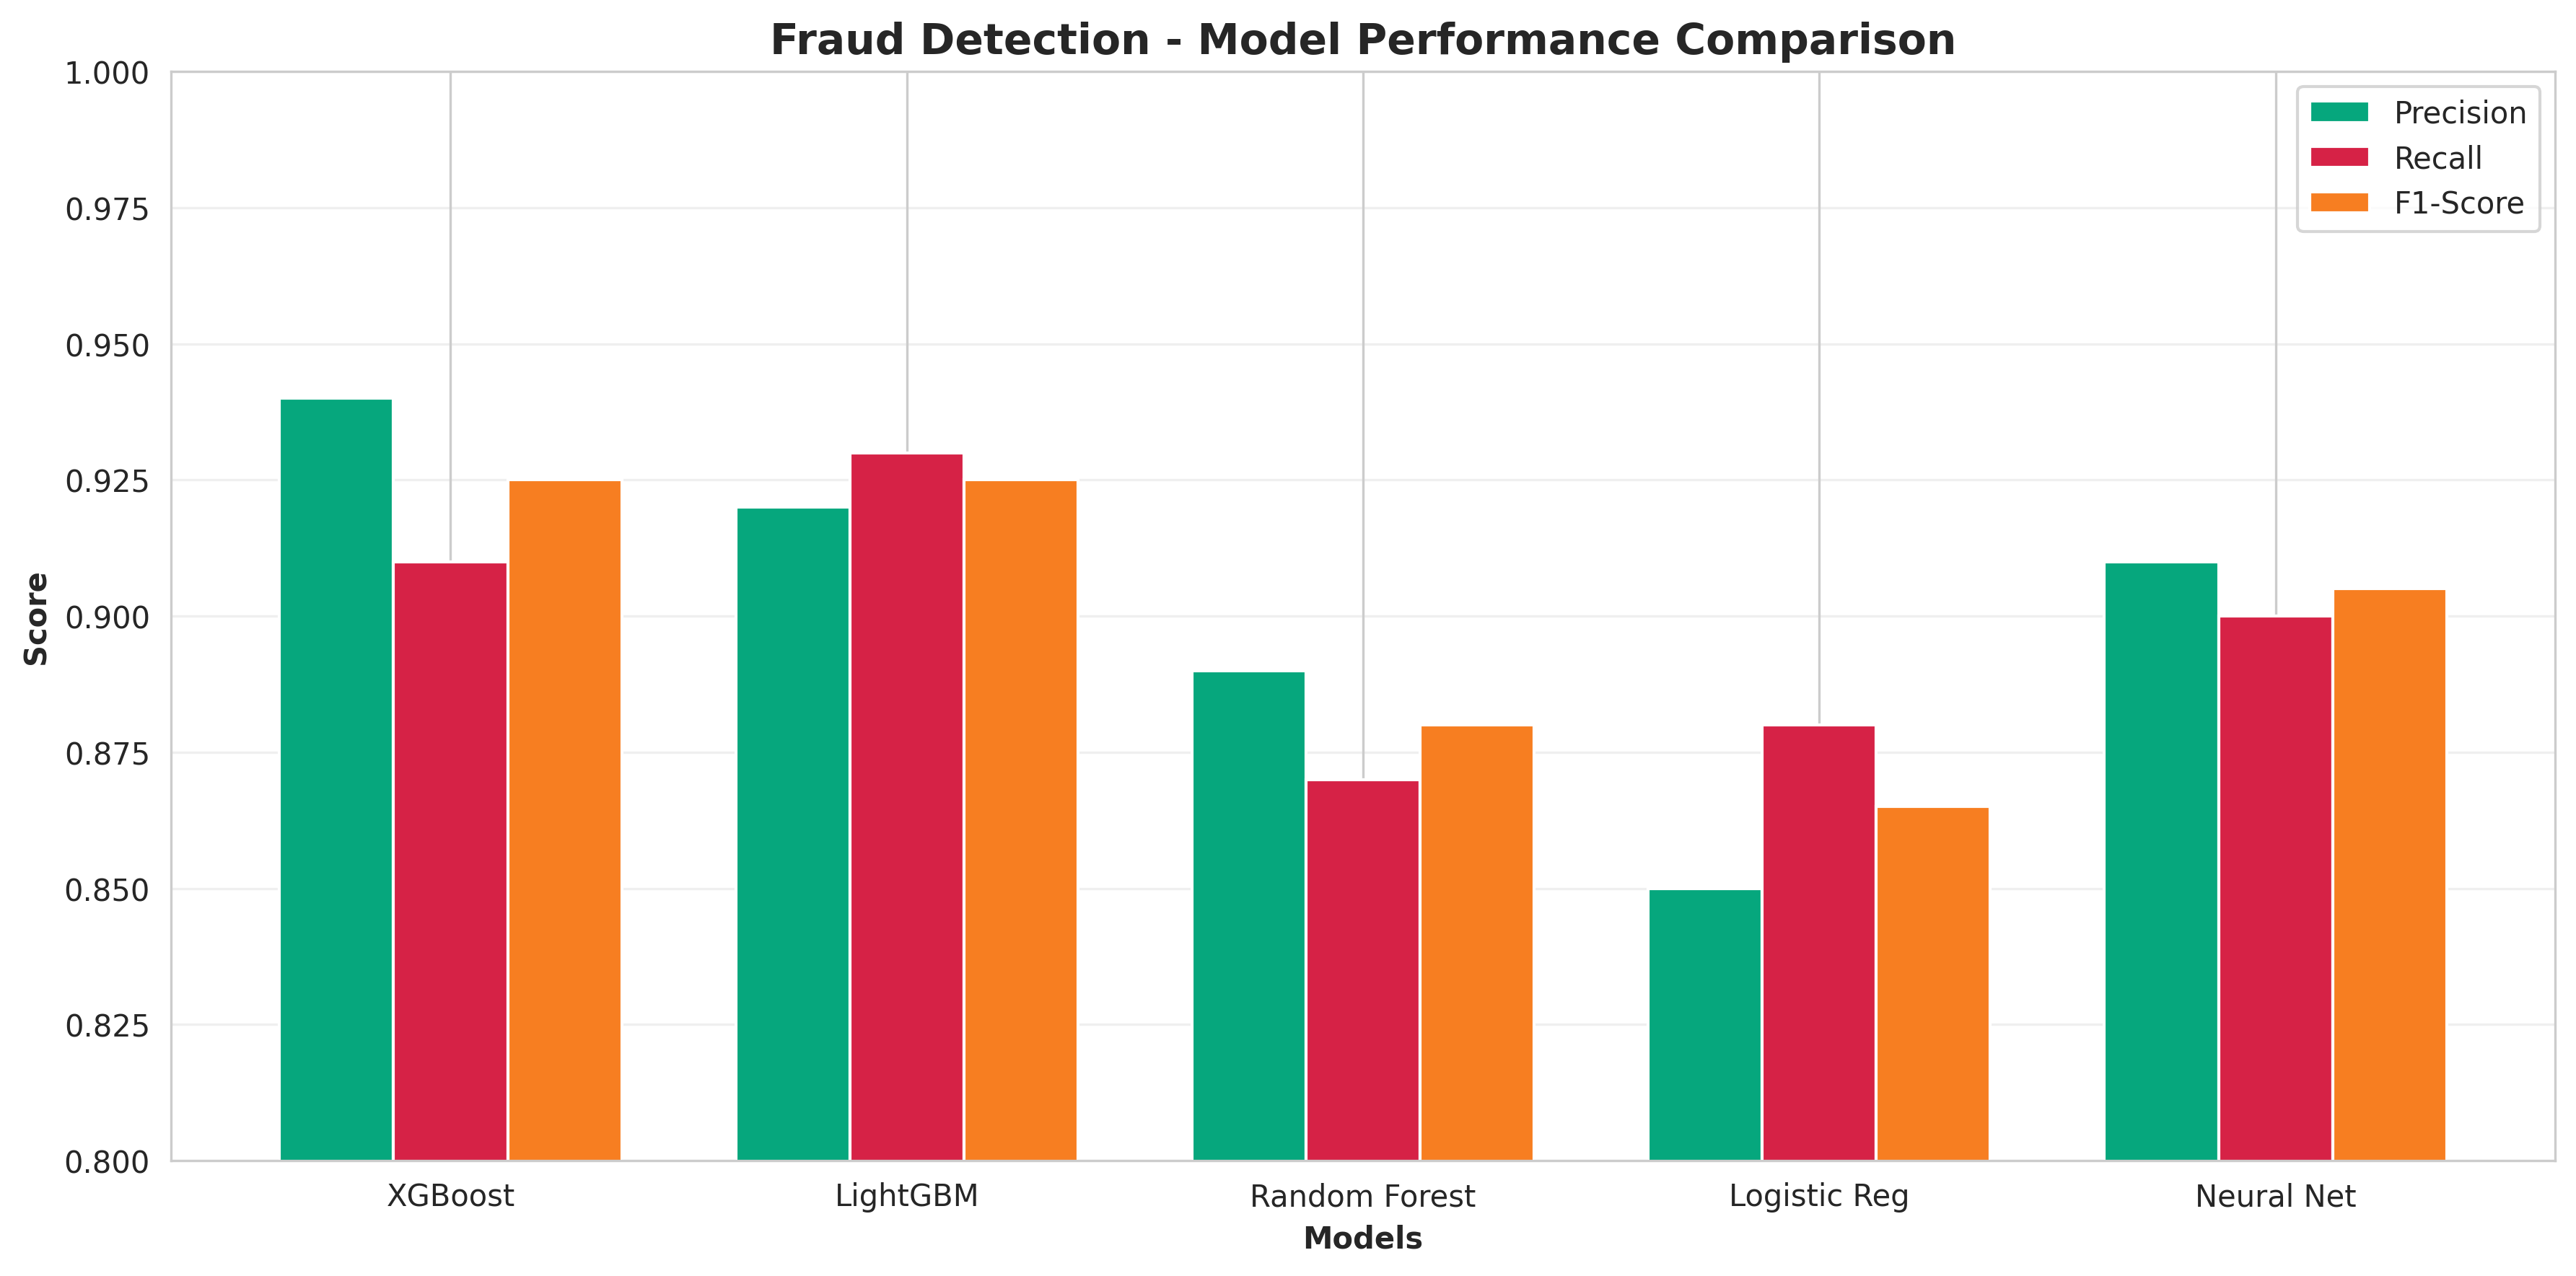 Fraud Detection - Model Performance Comparison
1.000
0.975
0.950
0.925
0.900
0.875
0.850
0.825
0.800
Score
Precision
Recall
F1-Score
XGBoost
LightGBM
Random Forest
Logistic Reg
Neural Net
Models